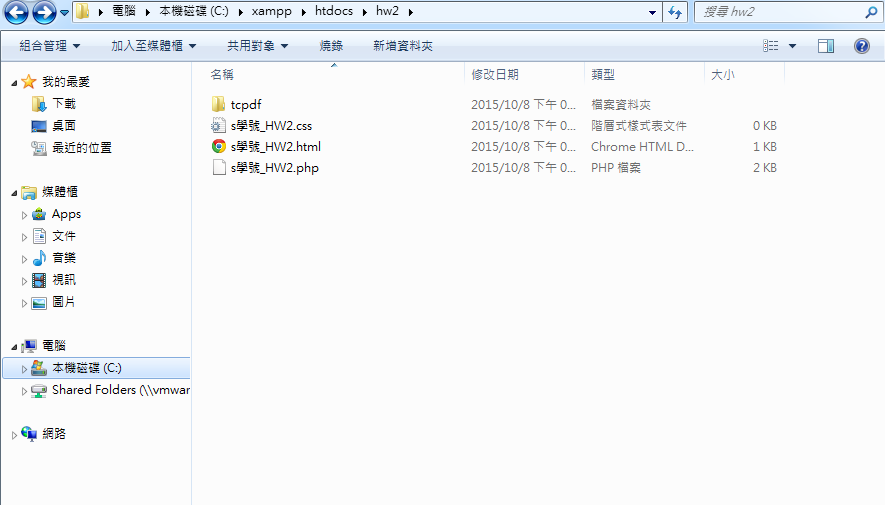 電腦 本機磁碟 (C:) xampp htdocs hw2 搜尋 hw2
組合管理 加入至媒體櫃 共用對象 燒錄 新增資料夾
我的最愛
下載
桌面
最近的位置
媒體櫃
Apps
文件
音樂
視訊
圖片
電腦
本機磁碟 (C:)
Shared Folders (\\vmwar
網路
名稱 修改日期 類型 大小
tcpdf 2015/10/8 下午 0... 檔案資料夾
s學號_HW2.css 2015/10/8 下午 0... 階層式樣式表文件 0 KB
s學號_HW2.html 2015/10/8 下午 0... Chrome HTML D... 1 KB
s學號_HW2.php 2015/10/8 下午 0... PHP 檔案 2 KB